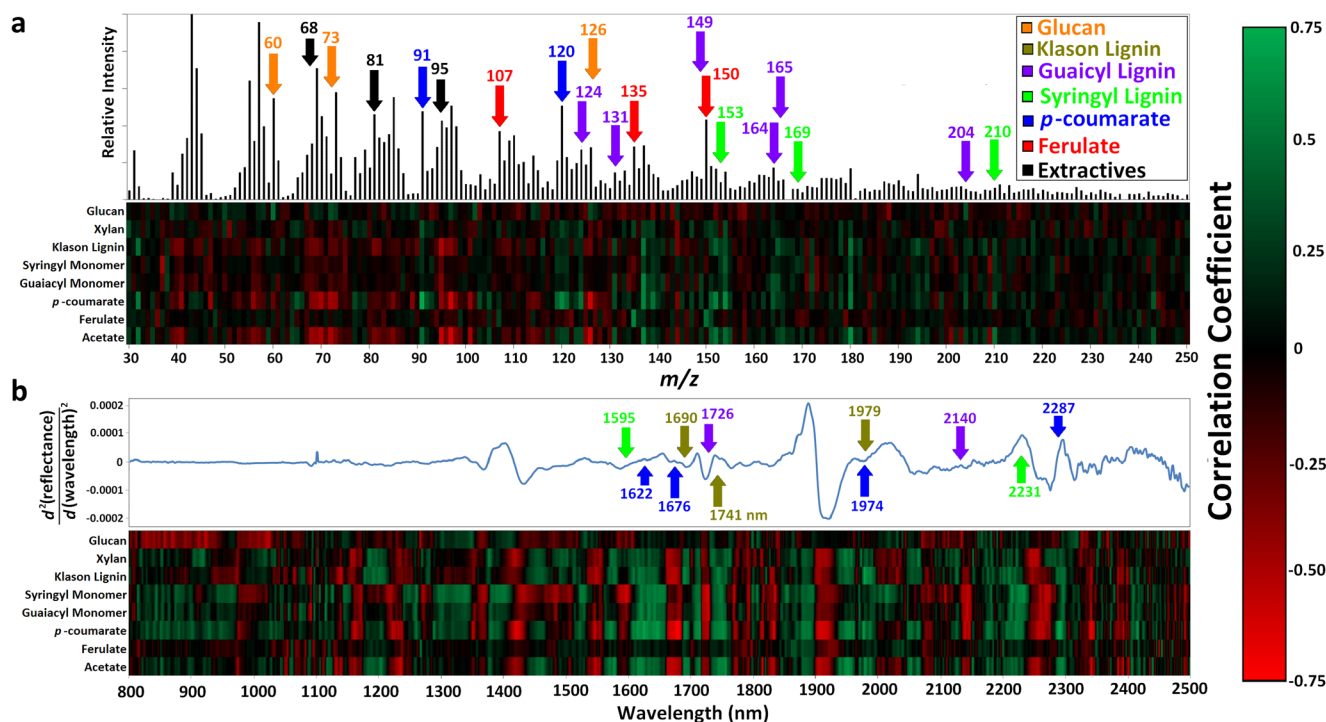 a
Relative Intensity
60
68
73
81
91
95
107
120
126
124
131
135
149
150
153
165
164
169
204
210
Glucan
Klason Lignin
Guaicyl Lignin
Syringyl Lignin
p-coumarate
Ferulate
Extractives
Glucan
Xylan
Klason Lignin
Syringyl Monomer
Guaiacyl Monomer
p-coumarate
Ferulate
Acetate
30 40 50 60 70 80 90 100 110 120 130 140 150 160 170 180 190 200 210 220 230 240 250
m/z
b
d²(reflectance)
d(wavelength)²
0.0002
0.0001
0
-0.0001
-0.0002
1595
1690
1726
1979
2140
2287
1622
1676
1741 nm
1974
2231
Glucan
Xylan
Klason Lignin
Syringyl Monomer
Guaiacyl Monomer
p-coumarate
Ferulate
Acetate
800 900 1000 1100 1200 1300 1400 1500 1600 1700 1800 1900 2000 2100 2200 2300 2400 2500
Wavelength (nm)
Correlation Coefficient
0.75
0.5
0.25
0
-0.25
-0.50
-0.75